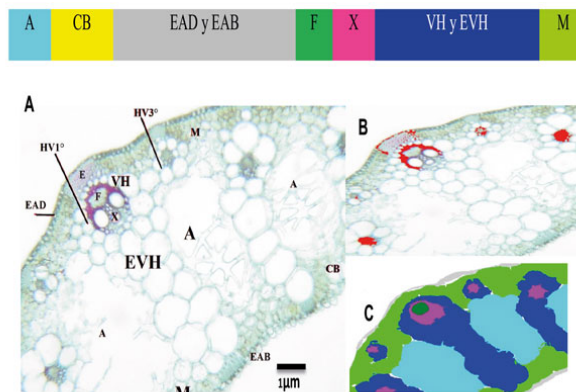 A CB EAD y EAB F X VH y EVH M
A
HV3°
M
B
HV1°
E
VH
F
A
EAD
X
A
EVH
CB
C
A
EAB
M
1µm